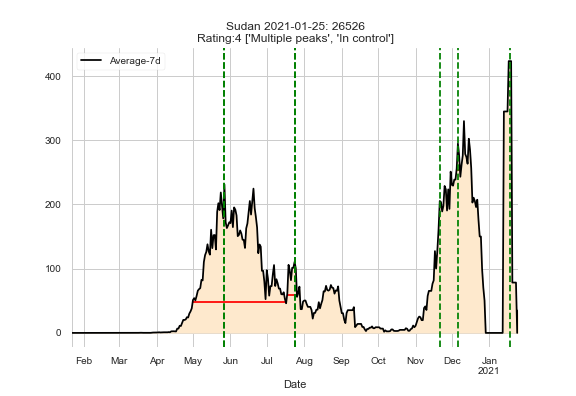 Sudan 2021-01-25: 26526
Rating:4 ['Multiple peaks', 'In control']
Average-7d
400
300
200
100
0
Feb Mar Apr May Jun Jul Aug Sep Oct Nov Dec Jan
2021
Date